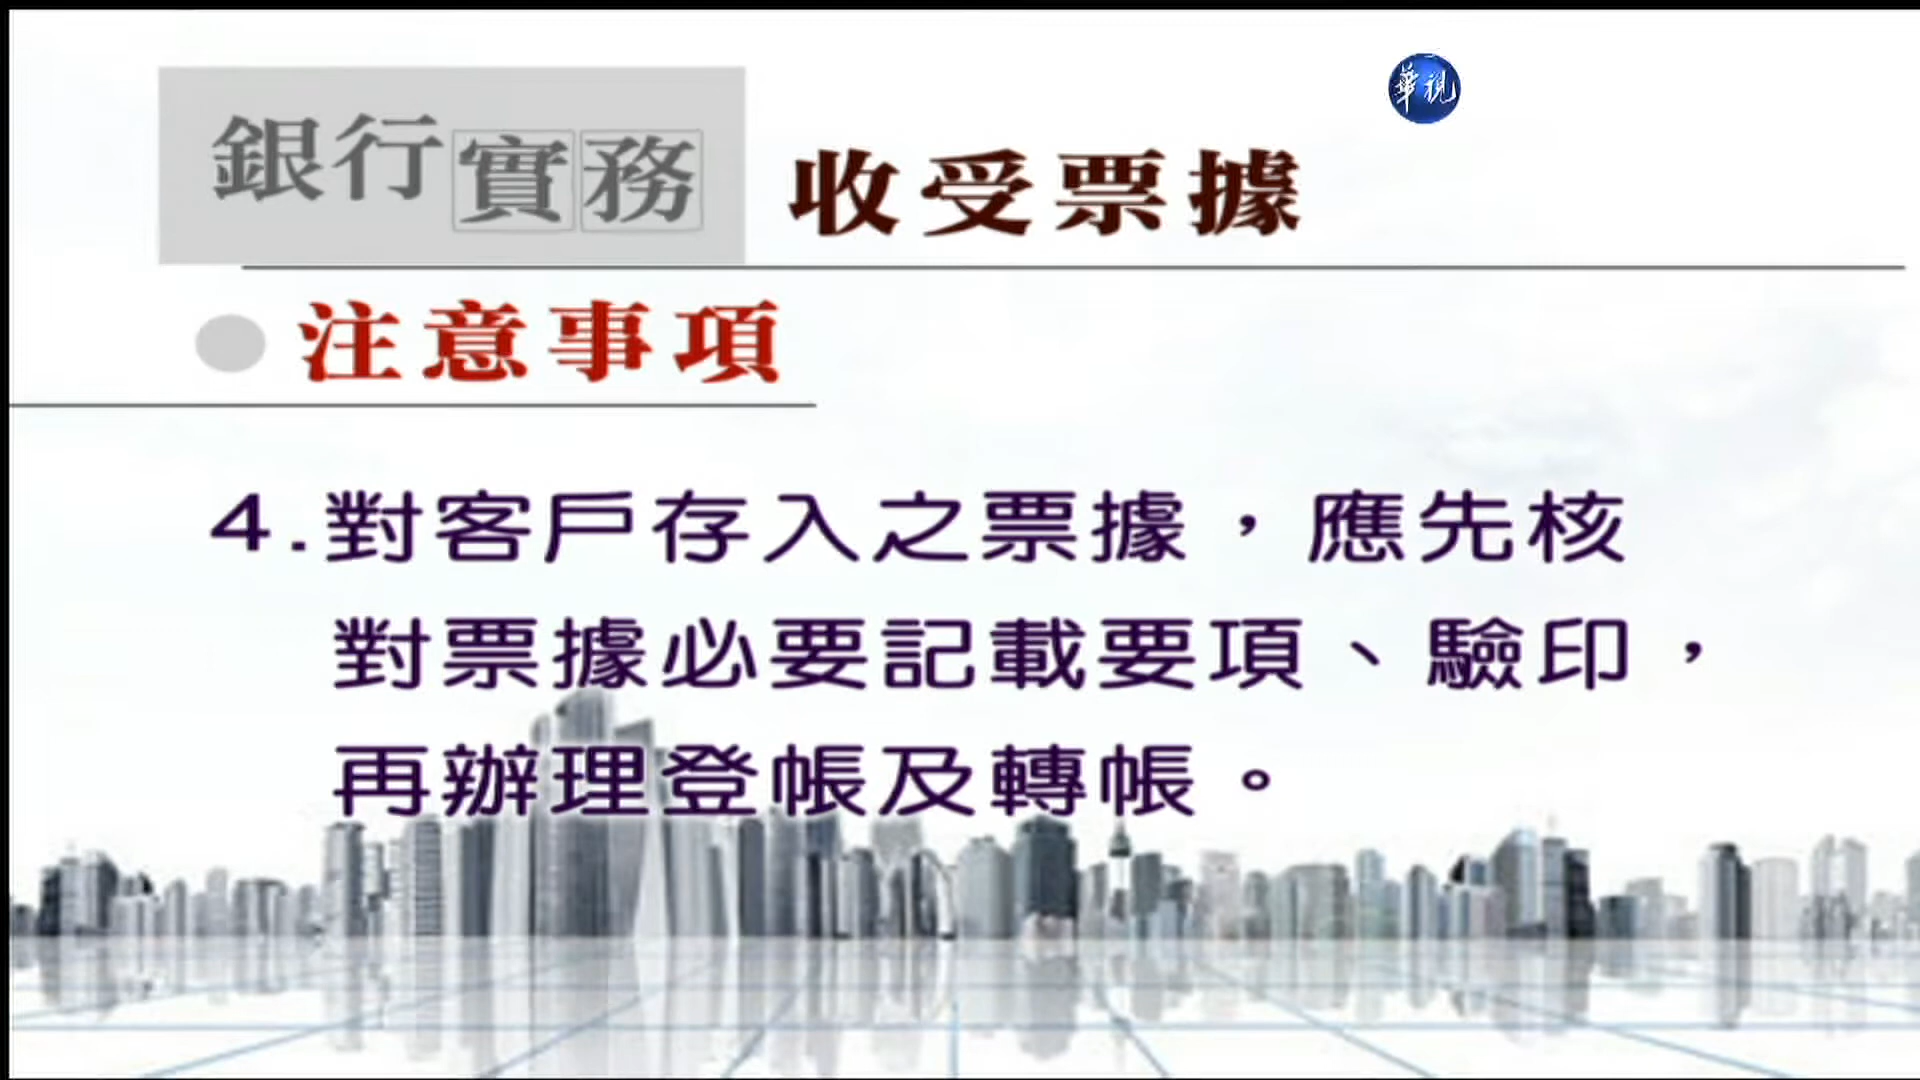 華視
銀行實務 收受票據
注意事項
4.對客戶存入之票據，應先核
對票據必要記載要項、驗印，
再辦理登帳及轉帳。